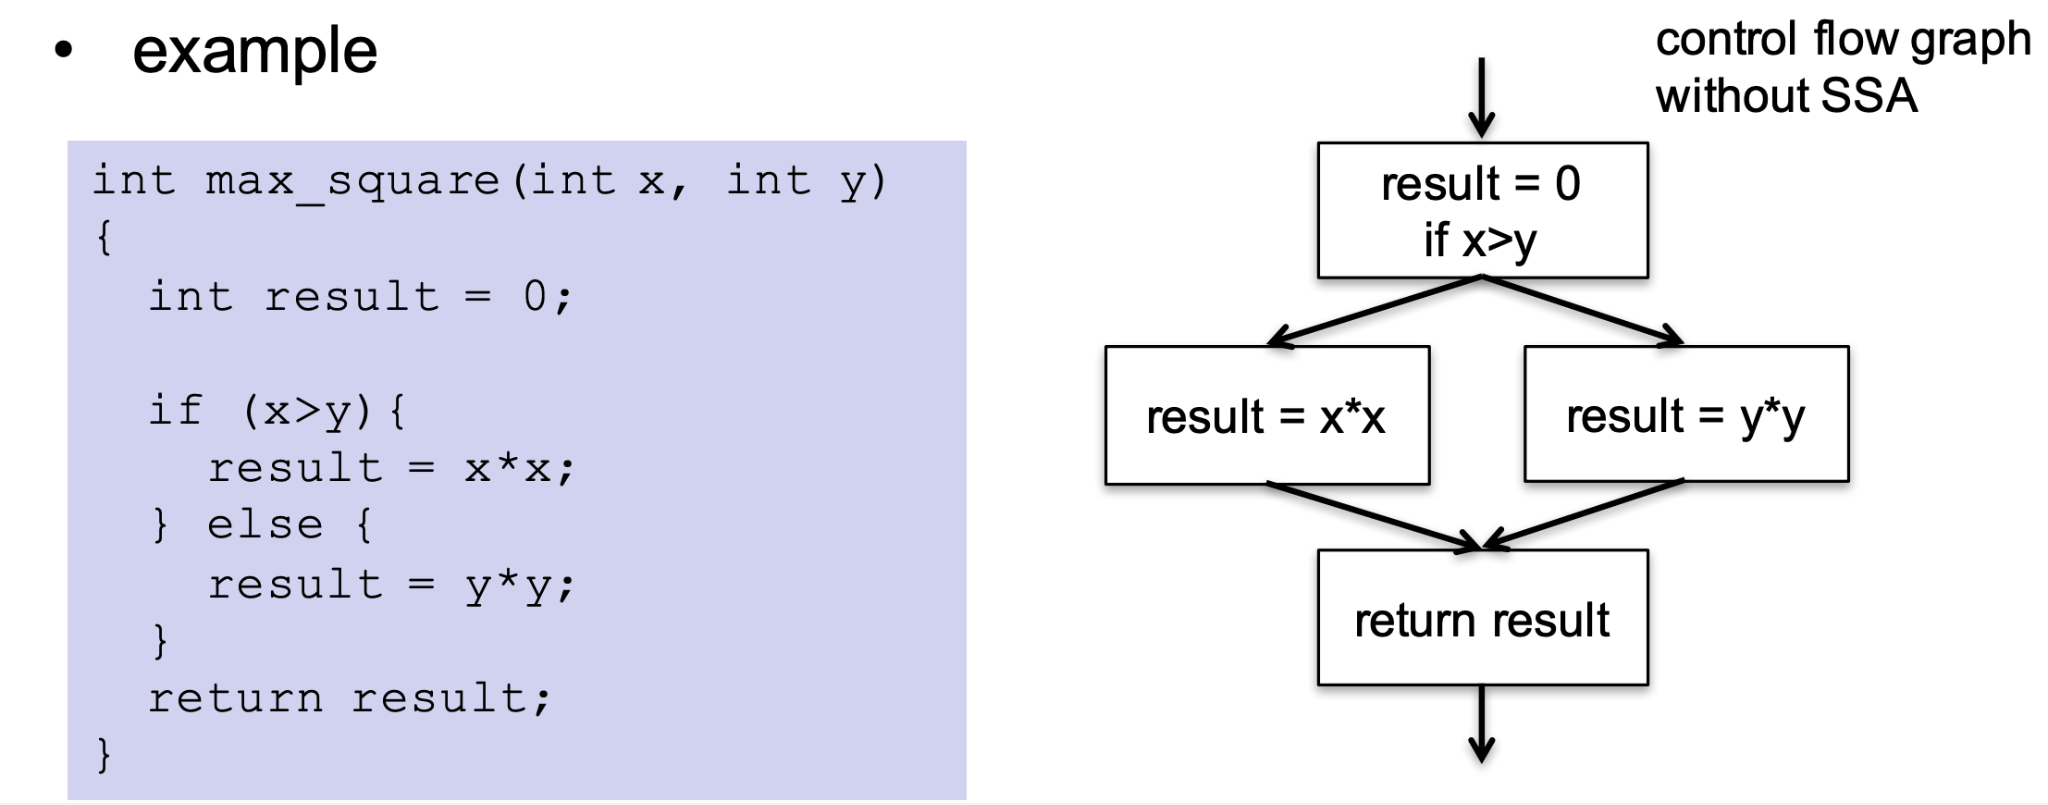 • example
int max_square(int x, int y)
{
int result = 0;
if (x>y){
result = x*x;
} else {
result = y*y;
}
return result;
}
control flow graph
without SSA
result = 0
if x>y
result = x*x
result = y*y
return result